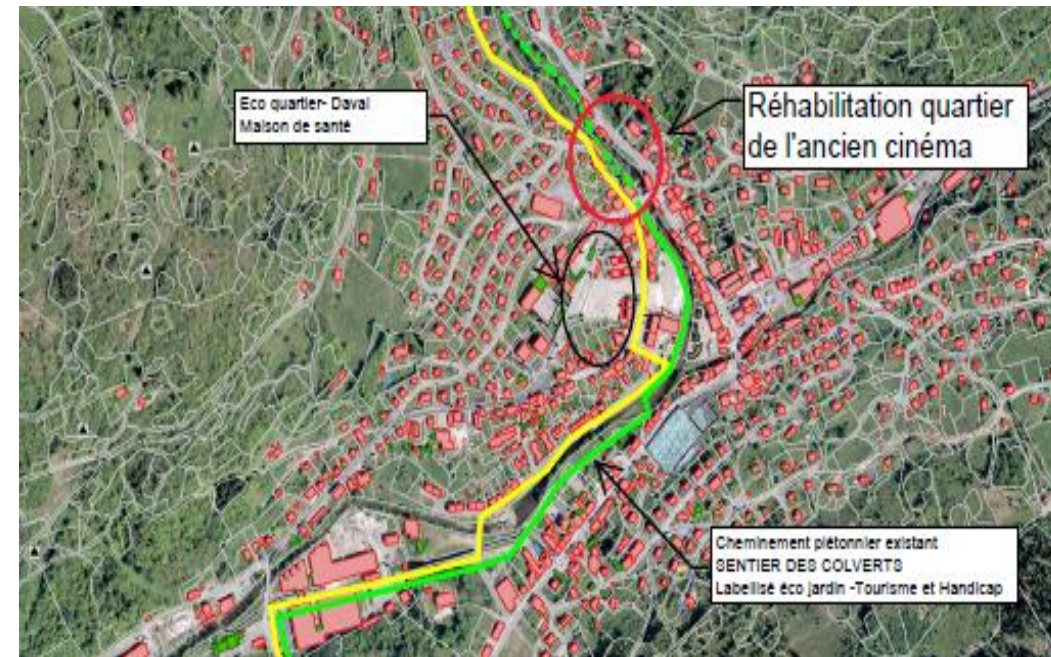 Eco quartier- Daval
Maison de santé
Réhabilitation quartier
de l'ancien cinéma
Cheminement piétonnier existant
SENTIER DES COLVERTS
Labellisé éco jardin -Tourisme et Handicap